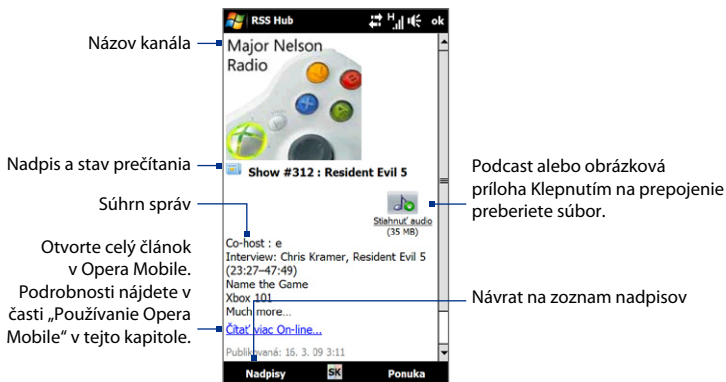 RSS Hub
H
ok
Názov kanála
Major Nelson
Radio
Nadpis a stav prečítania
Show #312 : Resident Evil 5
Podcast alebo obrázková
príloha Klepnutím na prepojenie
preberiete súbor.
Stiahnuť audio
(35 MB)
Súhrn správ
Co-host : e
Interview: Chris Kramer, Resident Evil 5
(23:27–47:49)
Name the Game
Xbox 101
Much more...
Otvorte celý článok
v Opera Mobile.
Podrobnosti nájdete v
časti „Používanie Opera
Mobile“ v tejto kapitole.
Čítať viac On-line...
Návrat na zoznam nadpisov
Publikovaná: 16. 3. 09 3:11
Nadpisy
SK
Ponuka